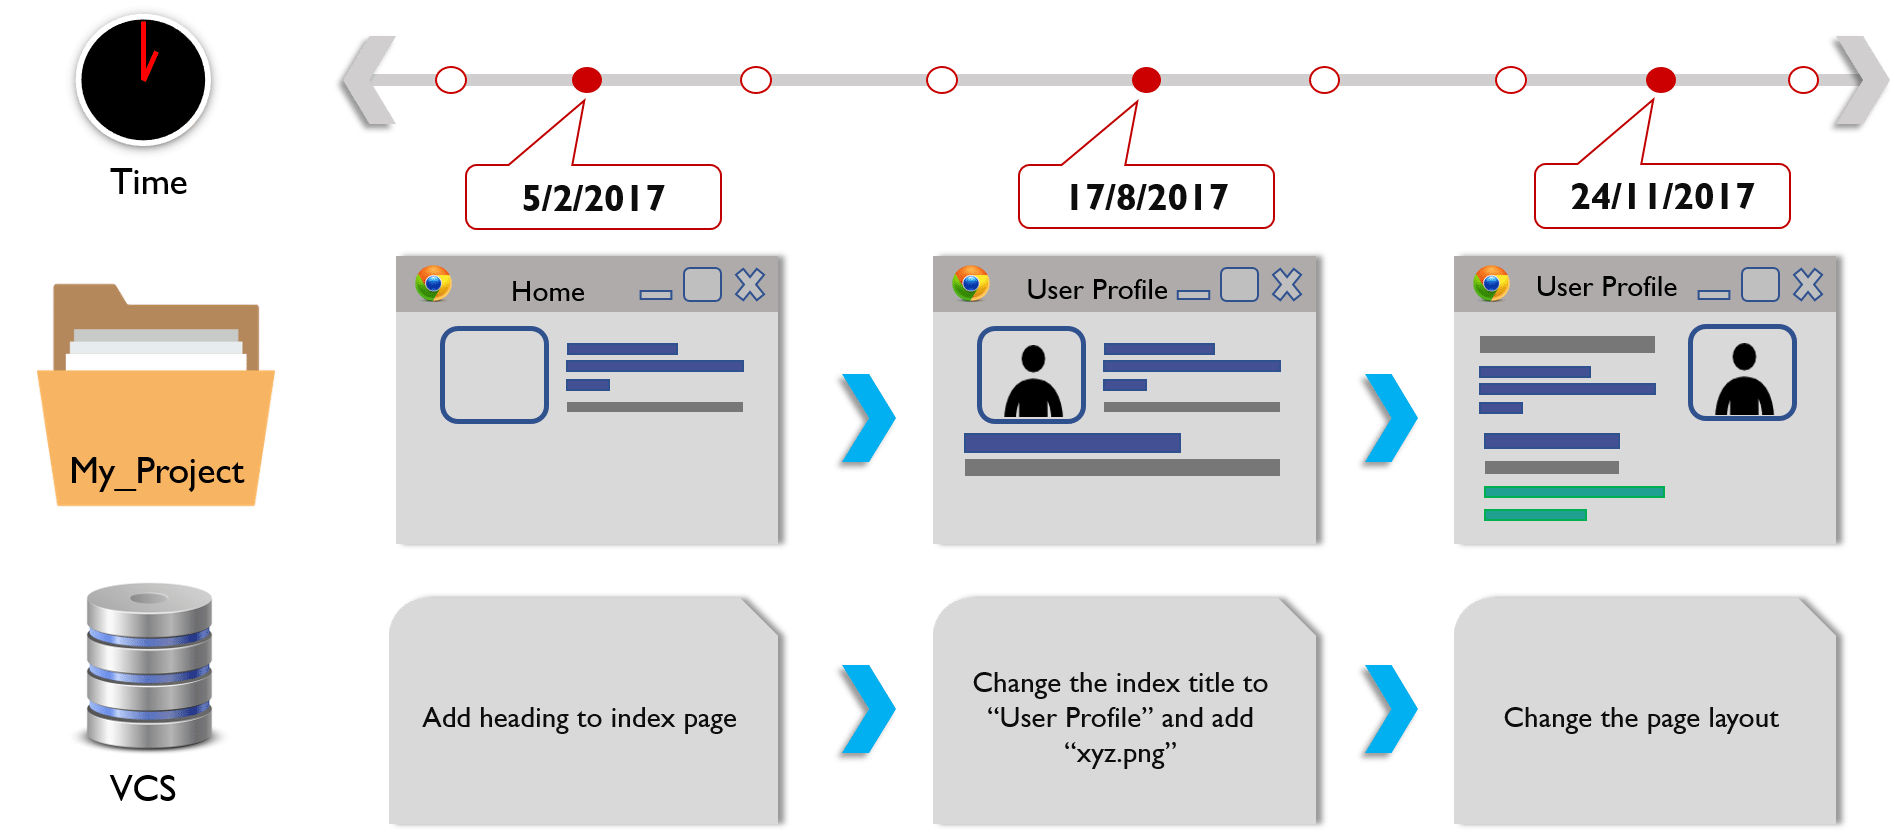 Time
5/2/2017
17/8/2017
24/11/2017
My_Project
Home
User Profile
User Profile
VCS
Add heading to index page
Change the index title to
“User Profile” and add
“xyz.png”
Change the page layout